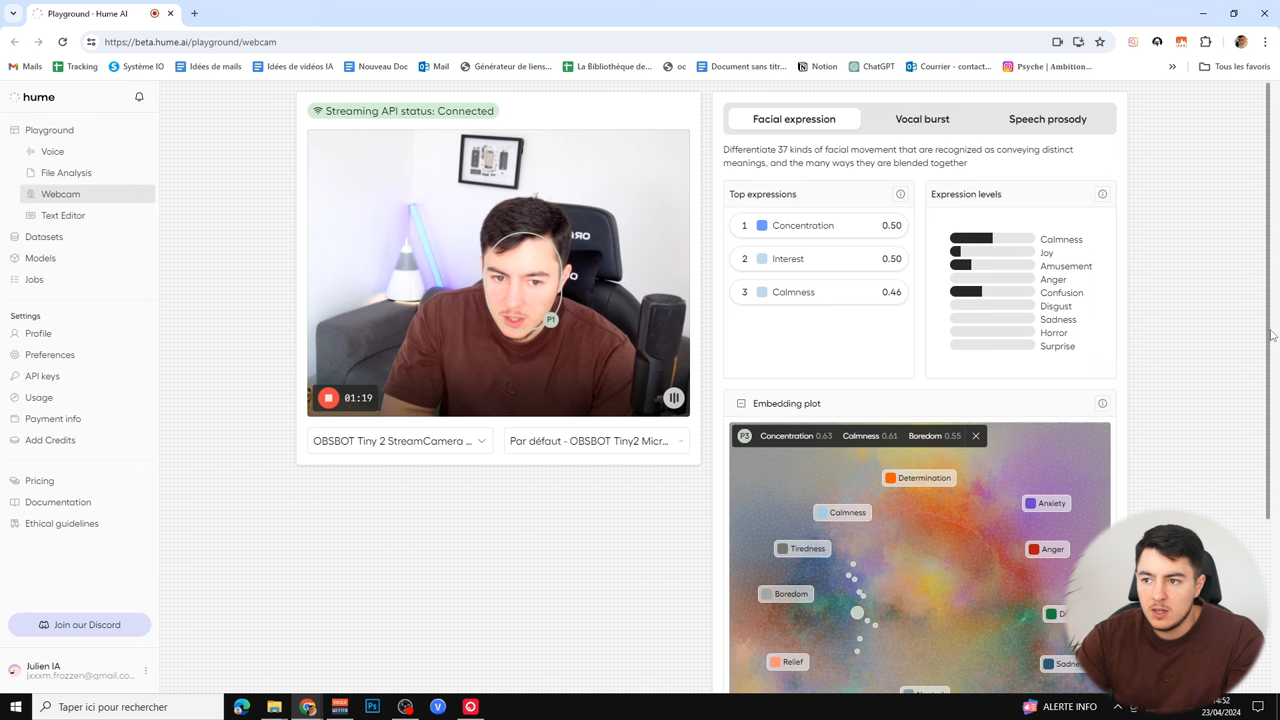 Playground - Hume AI
https://beta.hume.ai/playground/webcam
Mails
Tracking
Système IO
Idées de mails
Idées de vidéos IA
Nouveau Doc
Mail
Générateur de liens...
La Bibliothèque de...
oc
Document sans titr...
Notion
ChatGPT
Courrier - contact...
Psyche | Ambition...
»
Tous les favoris
hume
Playground
Voice
File Analysis
Webcam
Text Editor
Datasets
Models
Jobs
Settings
Profile
Preferences
API keys
Usage
Payment info
Add Credits
Pricing
Documentation
Ethical guidelines
Join our Discord
Julien IA
jxxxm.frozzen@gmail.co...
Streaming API status: Connected
P1
01:19
OBSBOT Tiny 2 StreamCamera ...
Par défaut - OBSBOT Tiny2 Micr...
Facial expression
Vocal burst
Speech prosody
Differentiate 37 kinds of facial movement that are recognized as conveying distinct
meanings, and the many ways they are blended together
Top expressions
1 Concentration 0.50
2 Interest 0.50
3 Calmness 0.46
Expression levels
Calmness
Joy
Amusement
Anger
Confusion
Disgust
Sadness
Horror
Surprise
Embedding plot
P3 Concentration 0.63 Calmness 0.61 Boredom 0.55
Determination
Anxiety
Calmness
Tiredness
Anger
Boredom
Relief
Sadne
Taper ici pour rechercher
ALERTE INFO
14:52
23/04/2024